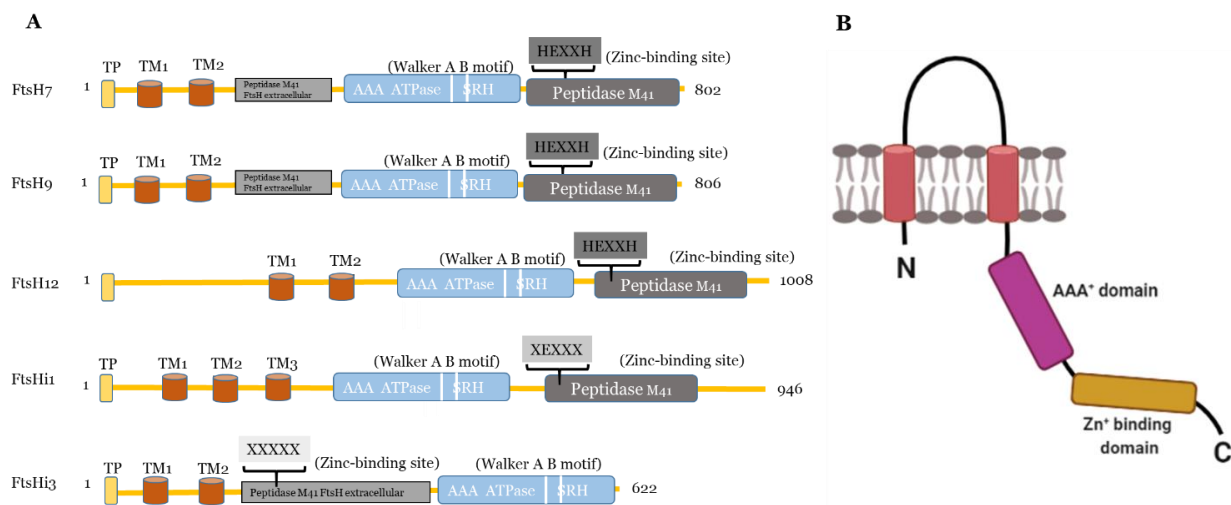 A
B
HEXXH
(Walker A B motif)
(Zinc-binding site)
TP
TM1
TM2
FtsH7
1
Peptidase M41
FtsH extracellular
AAA ATPase
SRH
Peptidase M41
802
HEXXH
(Walker A B motif)
(Zinc-binding site)
TP
TM1
TM2
FtsH9
1
Peptidase M41
FtsH extracellular
AAA ATPase
SRH
Peptidase M41
806
HEXXH
(Walker A B motif)
(Zinc-binding site)
TM1
TM2
FtsH12
1
AAA ATPase
SRH
Peptidase M41
1008
XEXXX
(Walker A B motif)
(Zinc-binding site)
TP
TM1
TM2
TM3
FtsHi1
1
AAA ATPase
SRH
Peptidase M41
946
XXXXX
(Zinc-binding site)
(Walker A B motif)
TP
TM1
TM2
FtsHi3
1
Peptidase M41 FtsH extracellular
AAA ATPase
SRH
622
N
AAA⁺ domain
Zn⁺ binding
domain
C